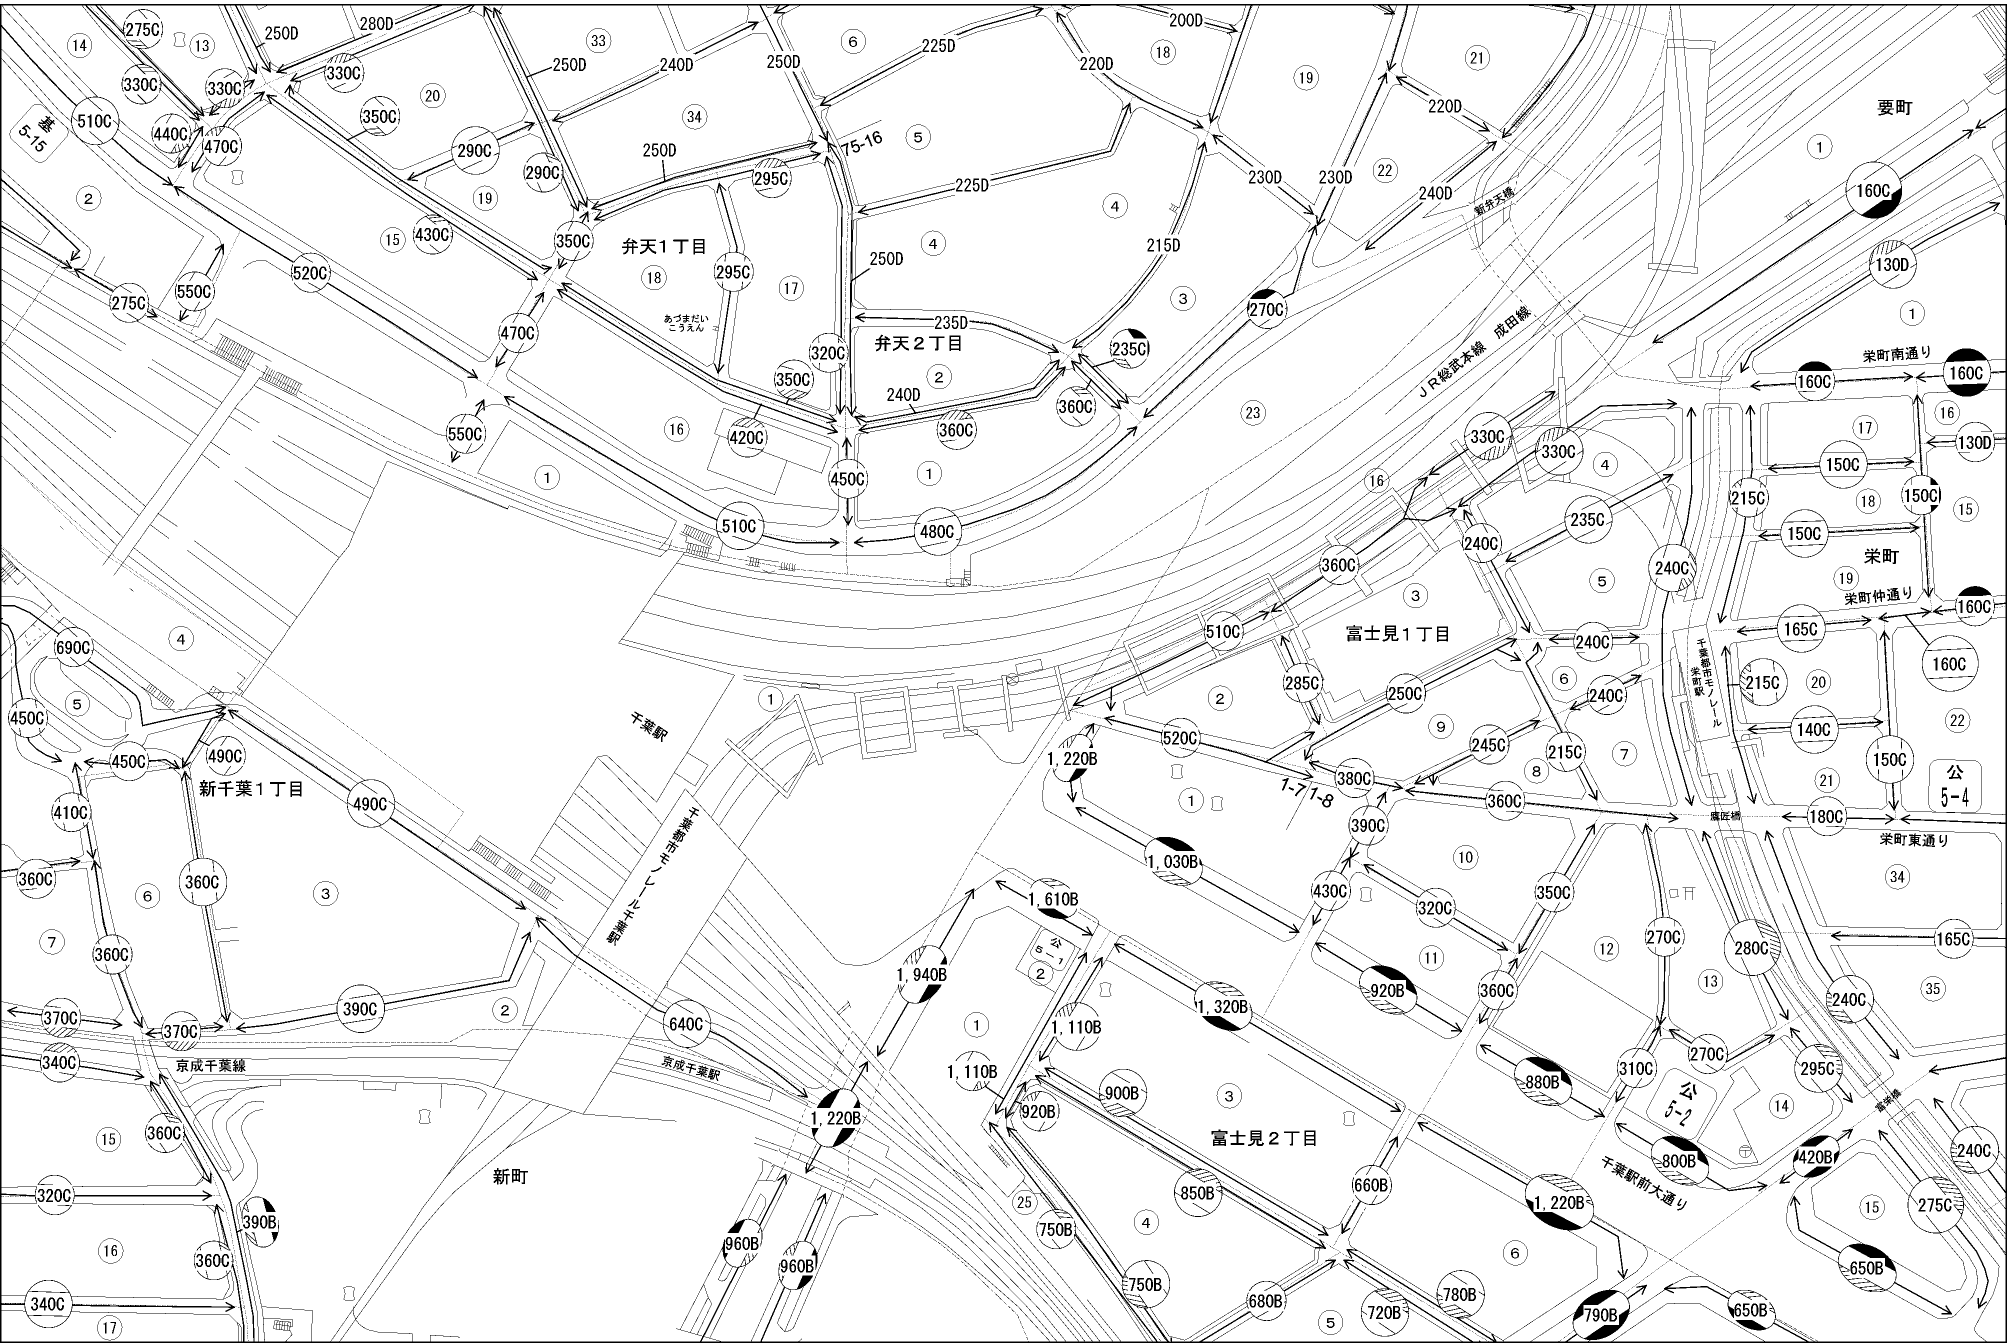 275C
14
13
250D
280D
33
250D
240D
250D
6
225D
200D
18
220D
19
21
220D
要町
1
330C
330C
330C
20
350C
34
5
基
5-15
510C
440C
470C
290C
290C
250D
295C
75-16
225D
4
230D
230D
22
240D
新弁天橋
160C
2
19
430C
15
350C
弁天1丁目
18
295C
17
4
250D
215D
3
130D
1
275C
550C
520C
470C
あづまだい
こうえん
320C
235D
弁天2丁目
235C
270C
JR総武本線 成田線
栄町南通り
160C
160C
350C
2
240D
360C
360C
23
16
420C
550C
1
450C
1
510C
480C
330C
330C
16
4
17
16
130D
150C
215C
18
150C
15
235C
240C
150C
栄町
360C
240C
5
19
栄町仲通り
160C
3
510C
富士見1丁目
240C
165C
160C
4
690C
5
450C
450C
490C
新千葉1丁目
410C
490C
千葉駅
1
285C
2
250C
6
240C
千葉都市モノレール
栄町駅
215C
20
22
520C
1,220B
9
245C
215C
7
140C
150C
21
公
5-4
8
380C
1-7
1-8
1
360C
鷹匠橋
180C
栄町東通り
390C
1,030B
10
34
360C
6
360C
3
千葉都市モノレール千葉駅
1,610B
430C
11
320C
350C
7
360C
公
5-1
2
1,940B
12
270C
280C
165C
11
920B
360C
13
240C
35
370C
370C
390C
2
640C
1
1,110B
1,320B
340C
京成千葉線
京成千葉駅
1,110B
920B
900B
880B
310C
270C
295C
公
5-2
14
富栄橋
1,220B
3
富士見2丁目
360C
15
320C
390B
新町
800B
420B
240C
660B
千葉駅前大通り
850B
1,220B
25
750B
4
15
275C
16
360C
960B
960B
6
650B
750B
680B
720B
780B
790B
650B
340C
17
5